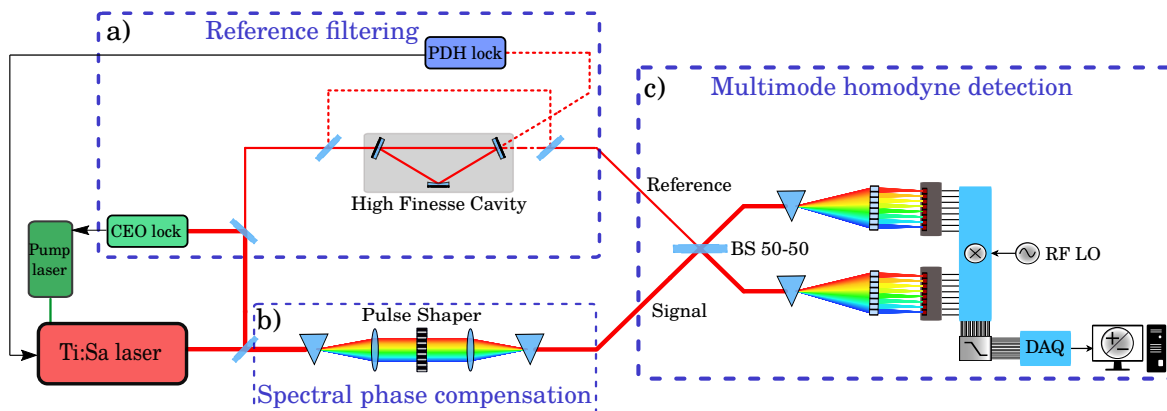 a)
Reference filtering
PDH lock
High Finesse Cavity
CEO lock
Pump
laser
Ti:Sa laser
b)
Pulse Shaper
Spectral phase compensation
c)
Multimode homodyne detection
Reference
BS 50-50
Signal
RF LO
DAQ